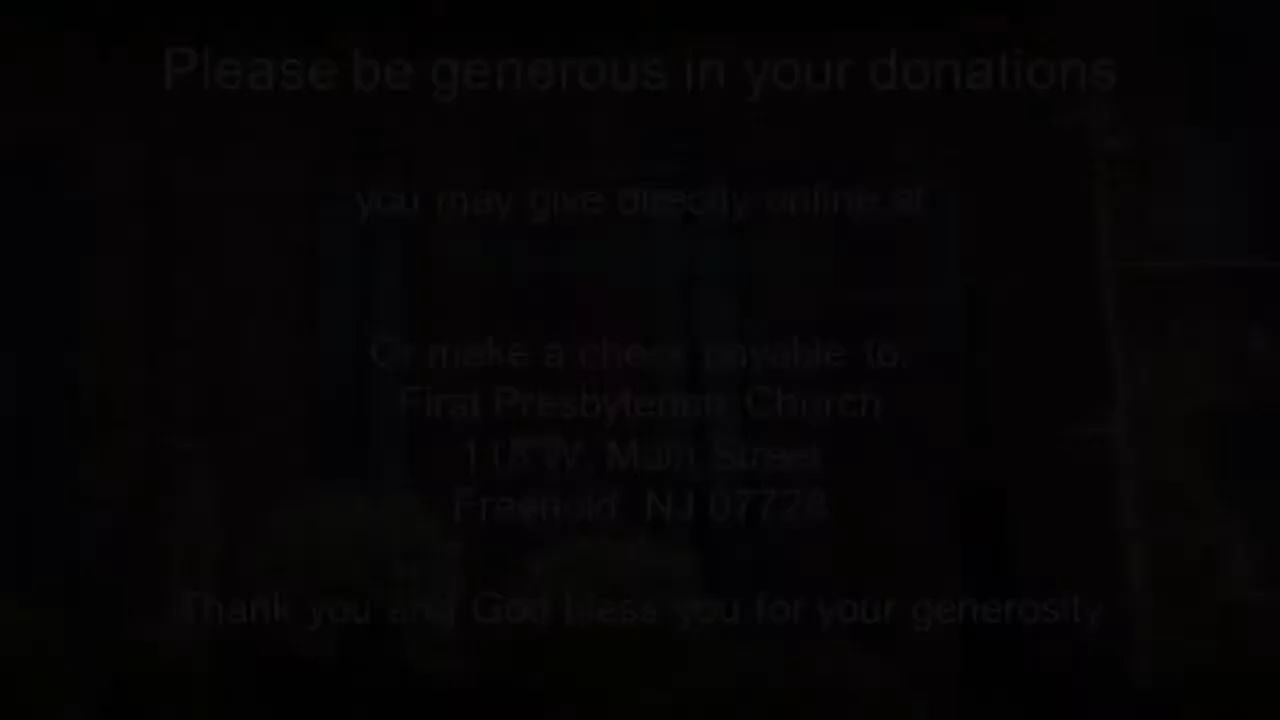 Please be generous in your donations
you may give directly online at
Or make a check payable to:
First Presbyterian Church
118 W. Main Street
Freehold, NJ 07728
Thank you and God bless you for your generosity